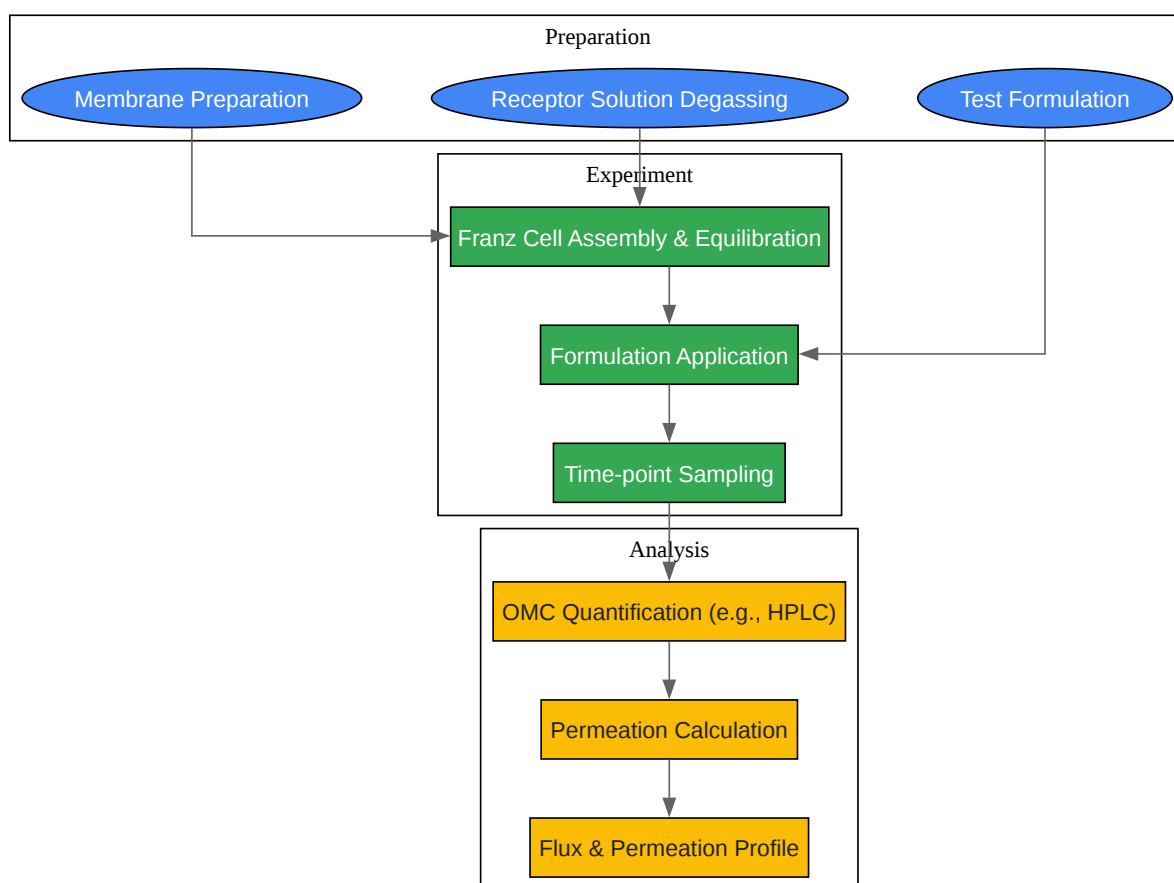 Preparation
Membrane Preparation
Receptor Solution Degassing
Test Formulation
Experiment
Franz Cell Assembly & Equilibration
Formulation Application
Time-point Sampling
Analysis
OMC Quantification (e.g., HPLC)
Permeation Calculation
Flux & Permeation Profile